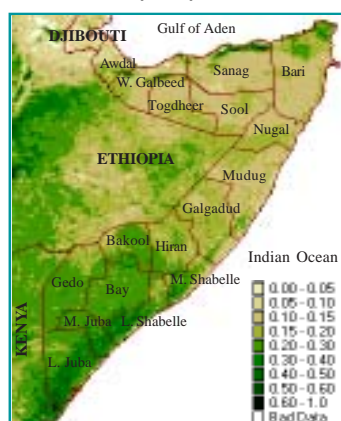 Gulf of Aden
DJIBOUTI
Awdal
Sanag
Bari
W. Galbeed
Togdheer
Sool
Nugal
ETHIOPIA
Mudug
Galgadud
Bakool
Hiran
Indian Ocean
Gedo
Bay
M. Shabelle
KENYA
M. Juba
L. Shabelle
L. Juba
0.00 - 0.05
0.05 - 0.10
0.10 - 0.15
0.15 - 0.20
0.20 - 0.30
0.30 - 0.40
0.40 - 0.50
0.50 - 0.60
0.60 - 1.0
Bad Data